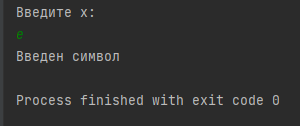 Введите x:
e
Введен символ
Process finished with exit code 0